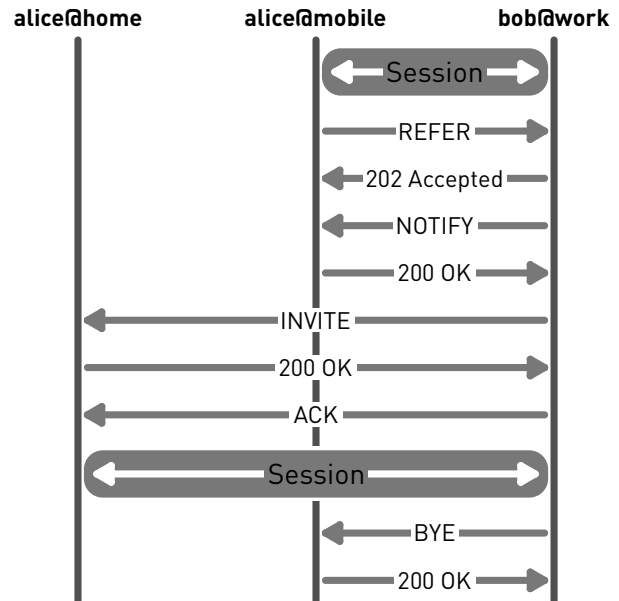 alice@home alice@mobile bob@work
Session
REFER
202 Accepted
NOTIFY
200 OK
INVITE
200 OK
ACK
Session
BYE
200 OK